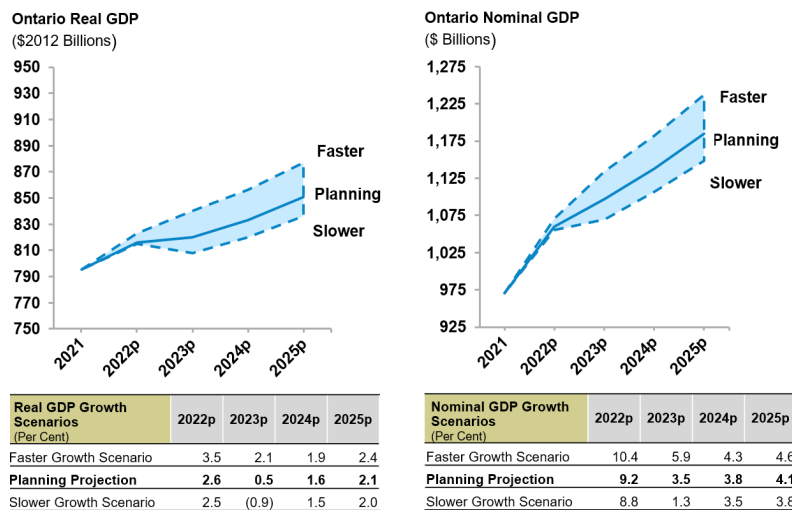 Ontario Real GDP
($2012 Billions)
950
930
910
890
870
850
830
810
790
770
750
Faster
Planning
Slower
2021
2022p
2023p
2024p
2025p
Real GDP Growth
Scenarios
(Per Cent)
2022p 2023p 2024p 2025p
Faster Growth Scenario 3.5 2.1 1.9 2.4
Planning Projection 2.6 0.5 1.6 2.1
Slower Growth Scenario 2.5 (0.9) 1.5 2.0
Ontario Nominal GDP
($ Billions)
1,275
1,225
1,175
1,125
1,075
1,025
975
925
Faster
Planning
Slower
2021
2022p
2023p
2024p
2025p
Nominal GDP Growth
Scenarios
(Per Cent)
2022p 2023p 2024p 2025p
Faster Growth Scenario 10.4 5.9 4.3 4.6
Planning Projection 9.2 3.5 3.8 4.1
Slower Growth Scenario 8.8 1.3 3.5 3.8